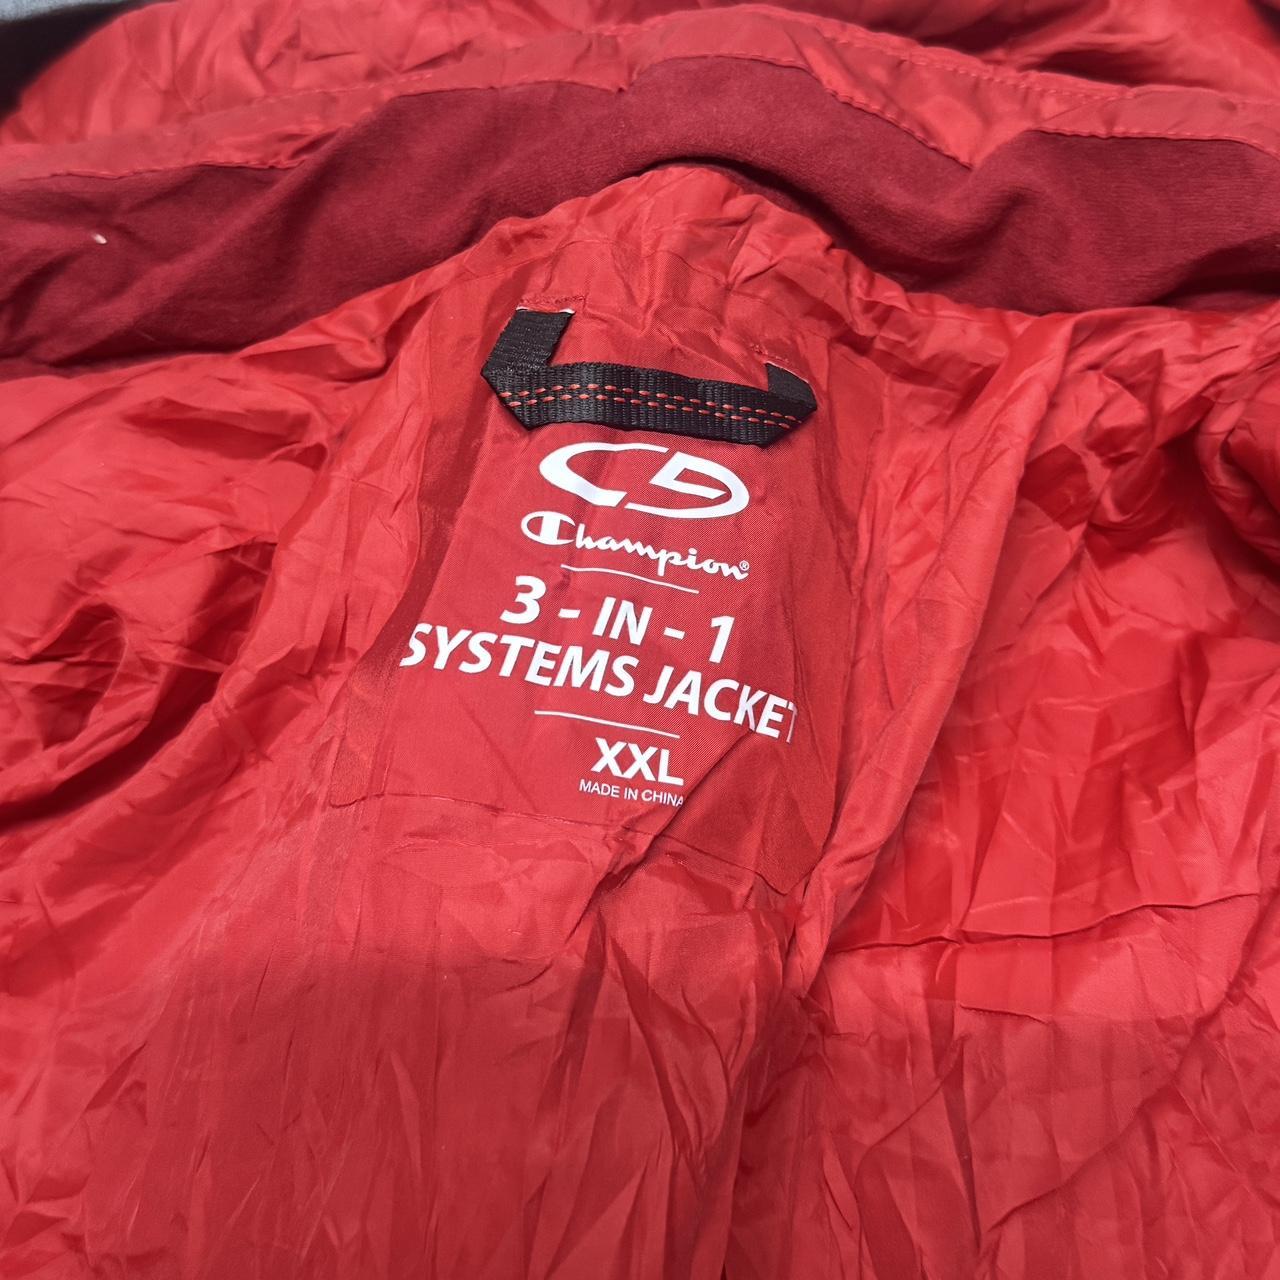 Champion®
3 - IN - 1
SYSTEMS JACKET
XXL
MADE IN CHINA